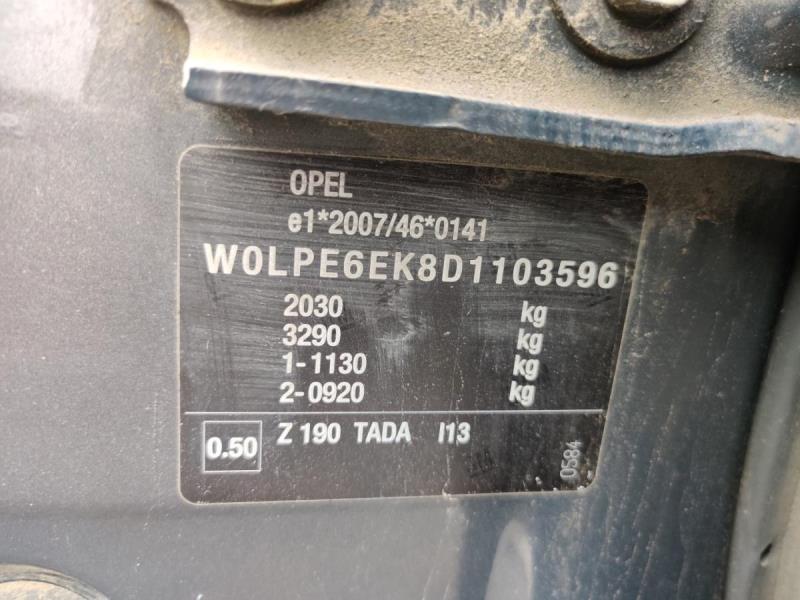 OPEL
e1*2007/46*0141
W0LPE6EK8D1103596
2030 kg
3290 kg
1-1130 kg
2-0920 kg
0.50 Z 190 TADA I13
0584